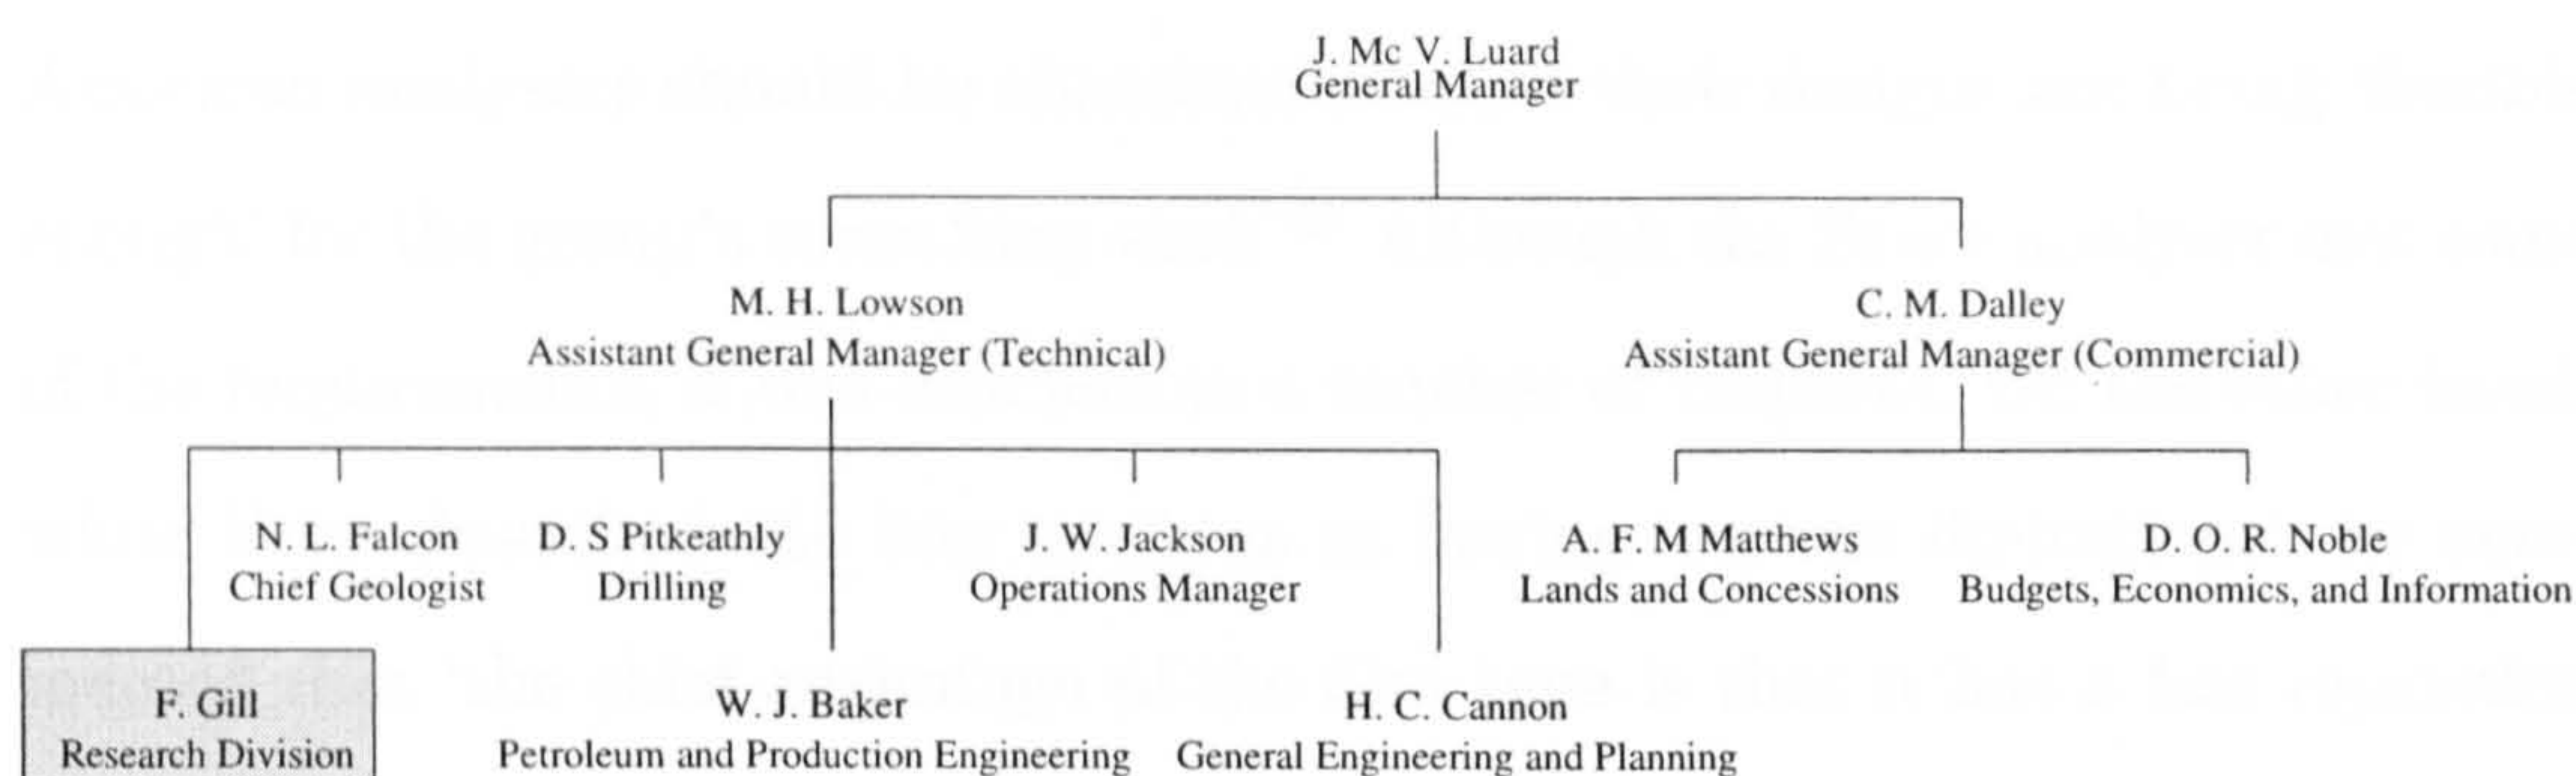 J. Mc V. Luard
General Manager
M. H. Lowson
Assistant General Manager (Technical)
C. M. Dalley
Assistant General Manager (Commercial)
N. L. Falcon
Chief Geologist
D. S Pitkeathly
Drilling
J. W. Jackson
Operations Manager
A. F. M Matthews
Lands and Concessions
D. O. R. Noble
Budgets, Economics, and Information
F. Gill
Research Division
W. J. Baker
Petroleum and Production Engineering
H. C. Cannon
General Engineering and Planning